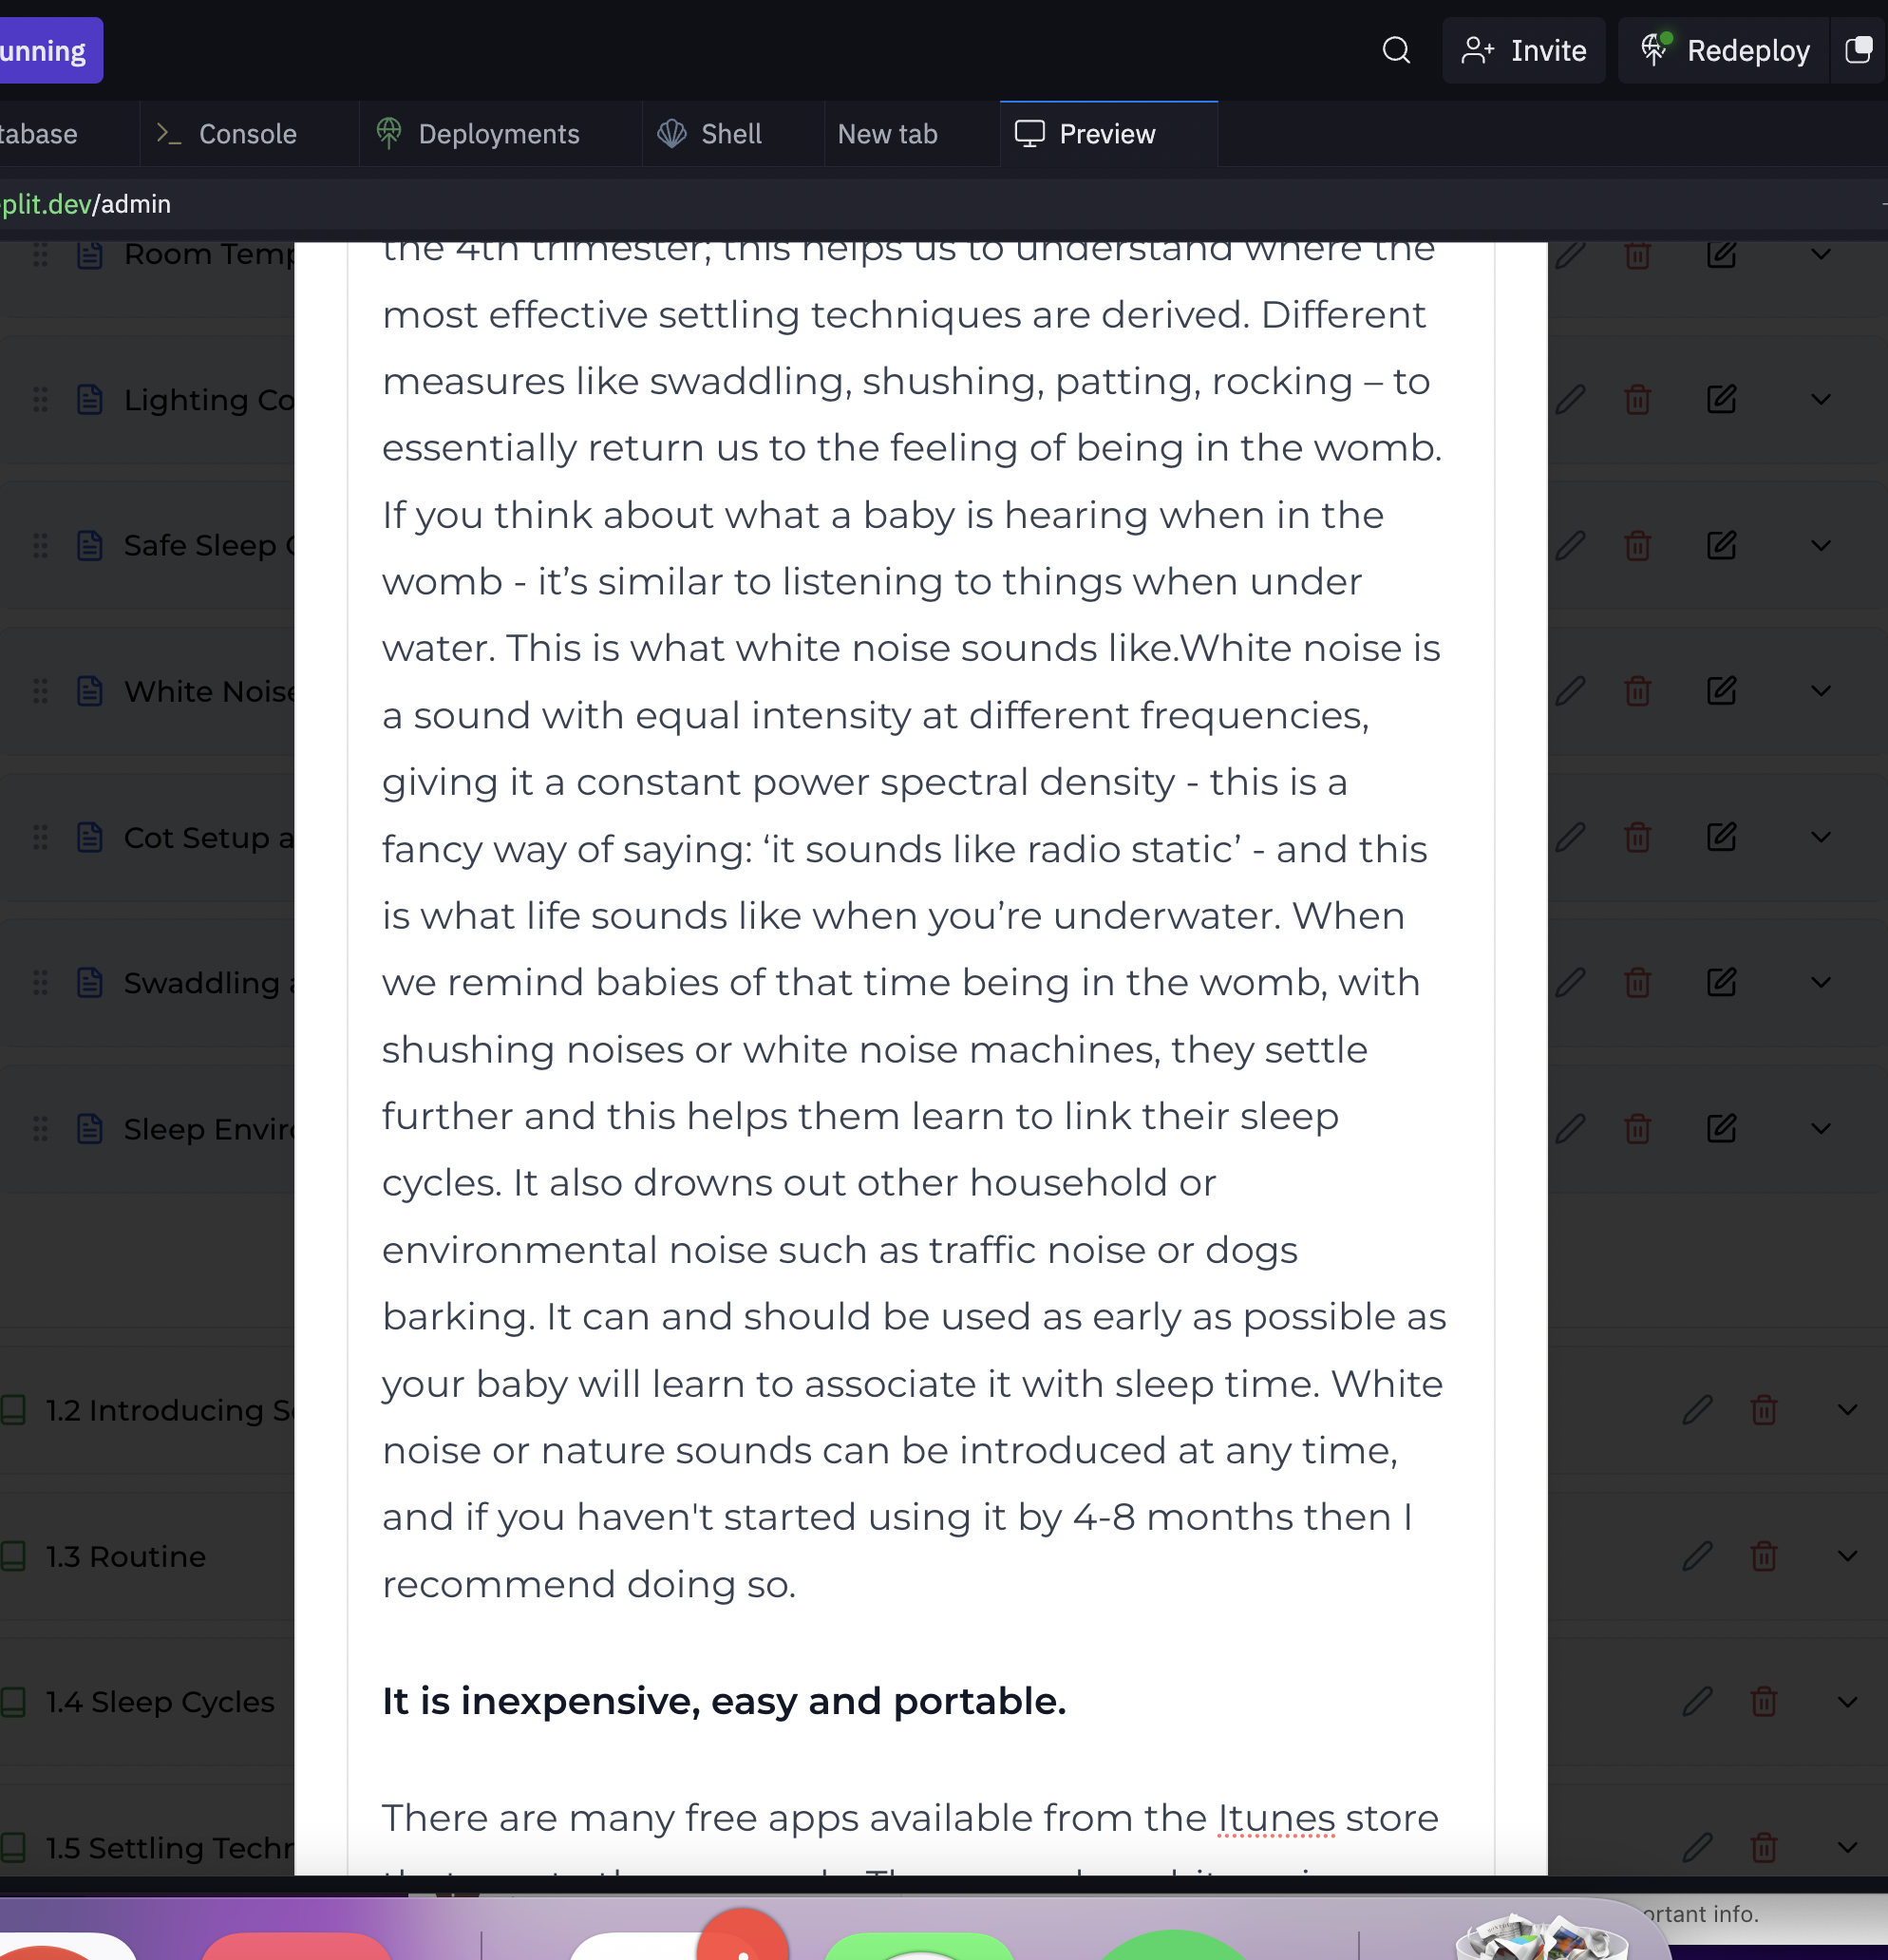 unning
Invite
Redeploy
tabase
Console
Deployments
Shell
New tab
Preview
plit.dev/admin
Room Temp
the 4th trimester; this helps us to understand where the
most effective settling techniques are derived. Different
measures like swaddling, shushing, patting, rocking – to
essentially return us to the feeling of being in the womb.
If you think about what a baby is hearing when in the
womb - it’s similar to listening to things when under
water. This is what white noise sounds like.White noise is
a sound with equal intensity at different frequencies,
giving it a constant power spectral density - this is a
fancy way of saying: ‘it sounds like radio static’ - and this
is what life sounds like when you’re underwater. When
we remind babies of that time being in the womb, with
shushing noises or white noise machines, they settle
further and this helps them learn to link their sleep
cycles. It also drowns out other household or
environmental noise such as traffic noise or dogs
barking. It can and should be used as early as possible as
your baby will learn to associate it with sleep time. White
noise or nature sounds can be introduced at any time,
and if you haven't started using it by 4-8 months then I
recommend doing so.
It is inexpensive, easy and portable.
There are many free apps available from the Itunes store
Lighting Co
Safe Sleep
White Noise
Cot Setup a
Swaddling
Sleep Enviro
1.2 Introducing S
1.3 Routine
1.4 Sleep Cycles
1.5 Settling Techn
ortant info.